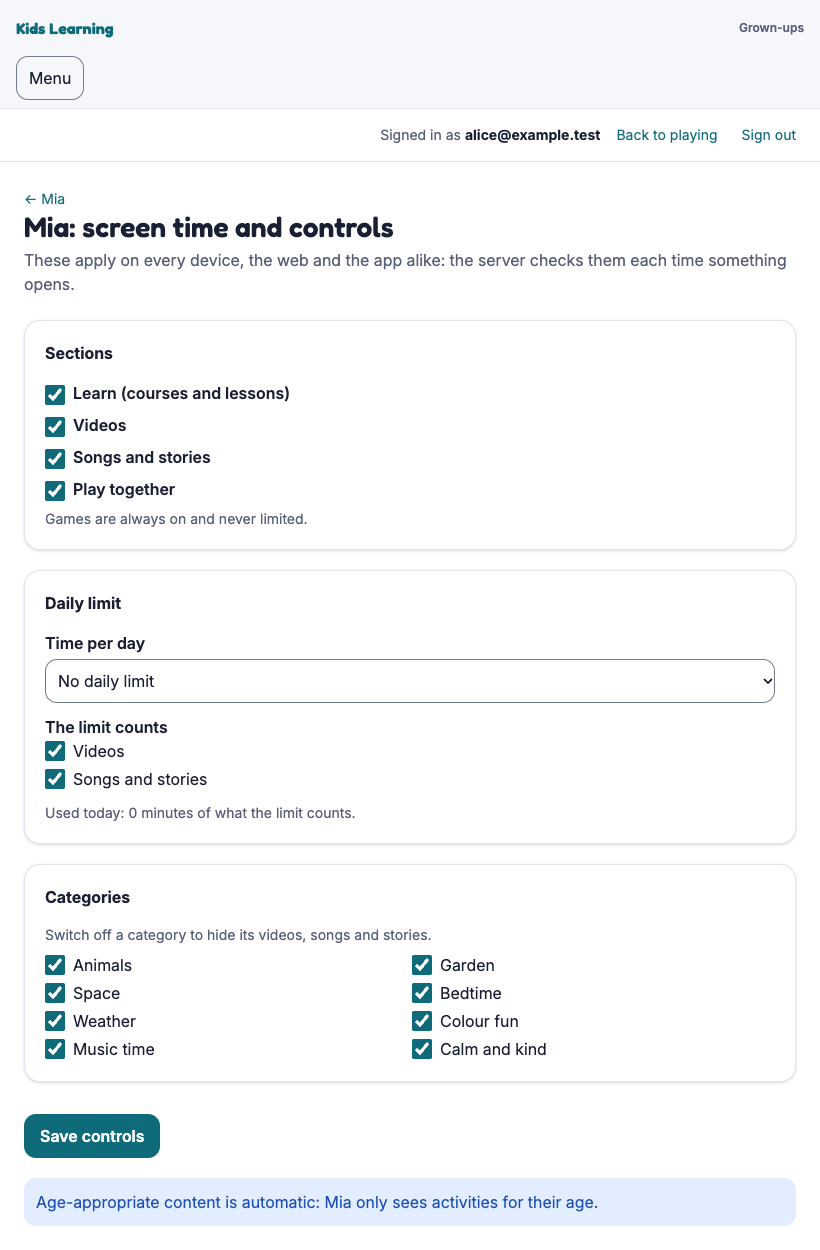 Kids Learning
Grown-ups
Menu
Signed in as alice@example.test Back to playing Sign out
← Mia
Mia: screen time and controls
These apply on every device, the web and the app alike: the server checks them each time something
opens.
Sections
Learn (courses and lessons)
Videos
Songs and stories
Play together
Games are always on and never limited.
Daily limit
Time per day
No daily limit
The limit counts
Videos
Songs and stories
Used today: 0 minutes of what the limit counts.
Categories
Switch off a category to hide its videos, songs and stories.
Animals Garden
Space Bedtime
Weather Colour fun
Music time Calm and kind
Save controls
Age-appropriate content is automatic: Mia only sees activities for their age.